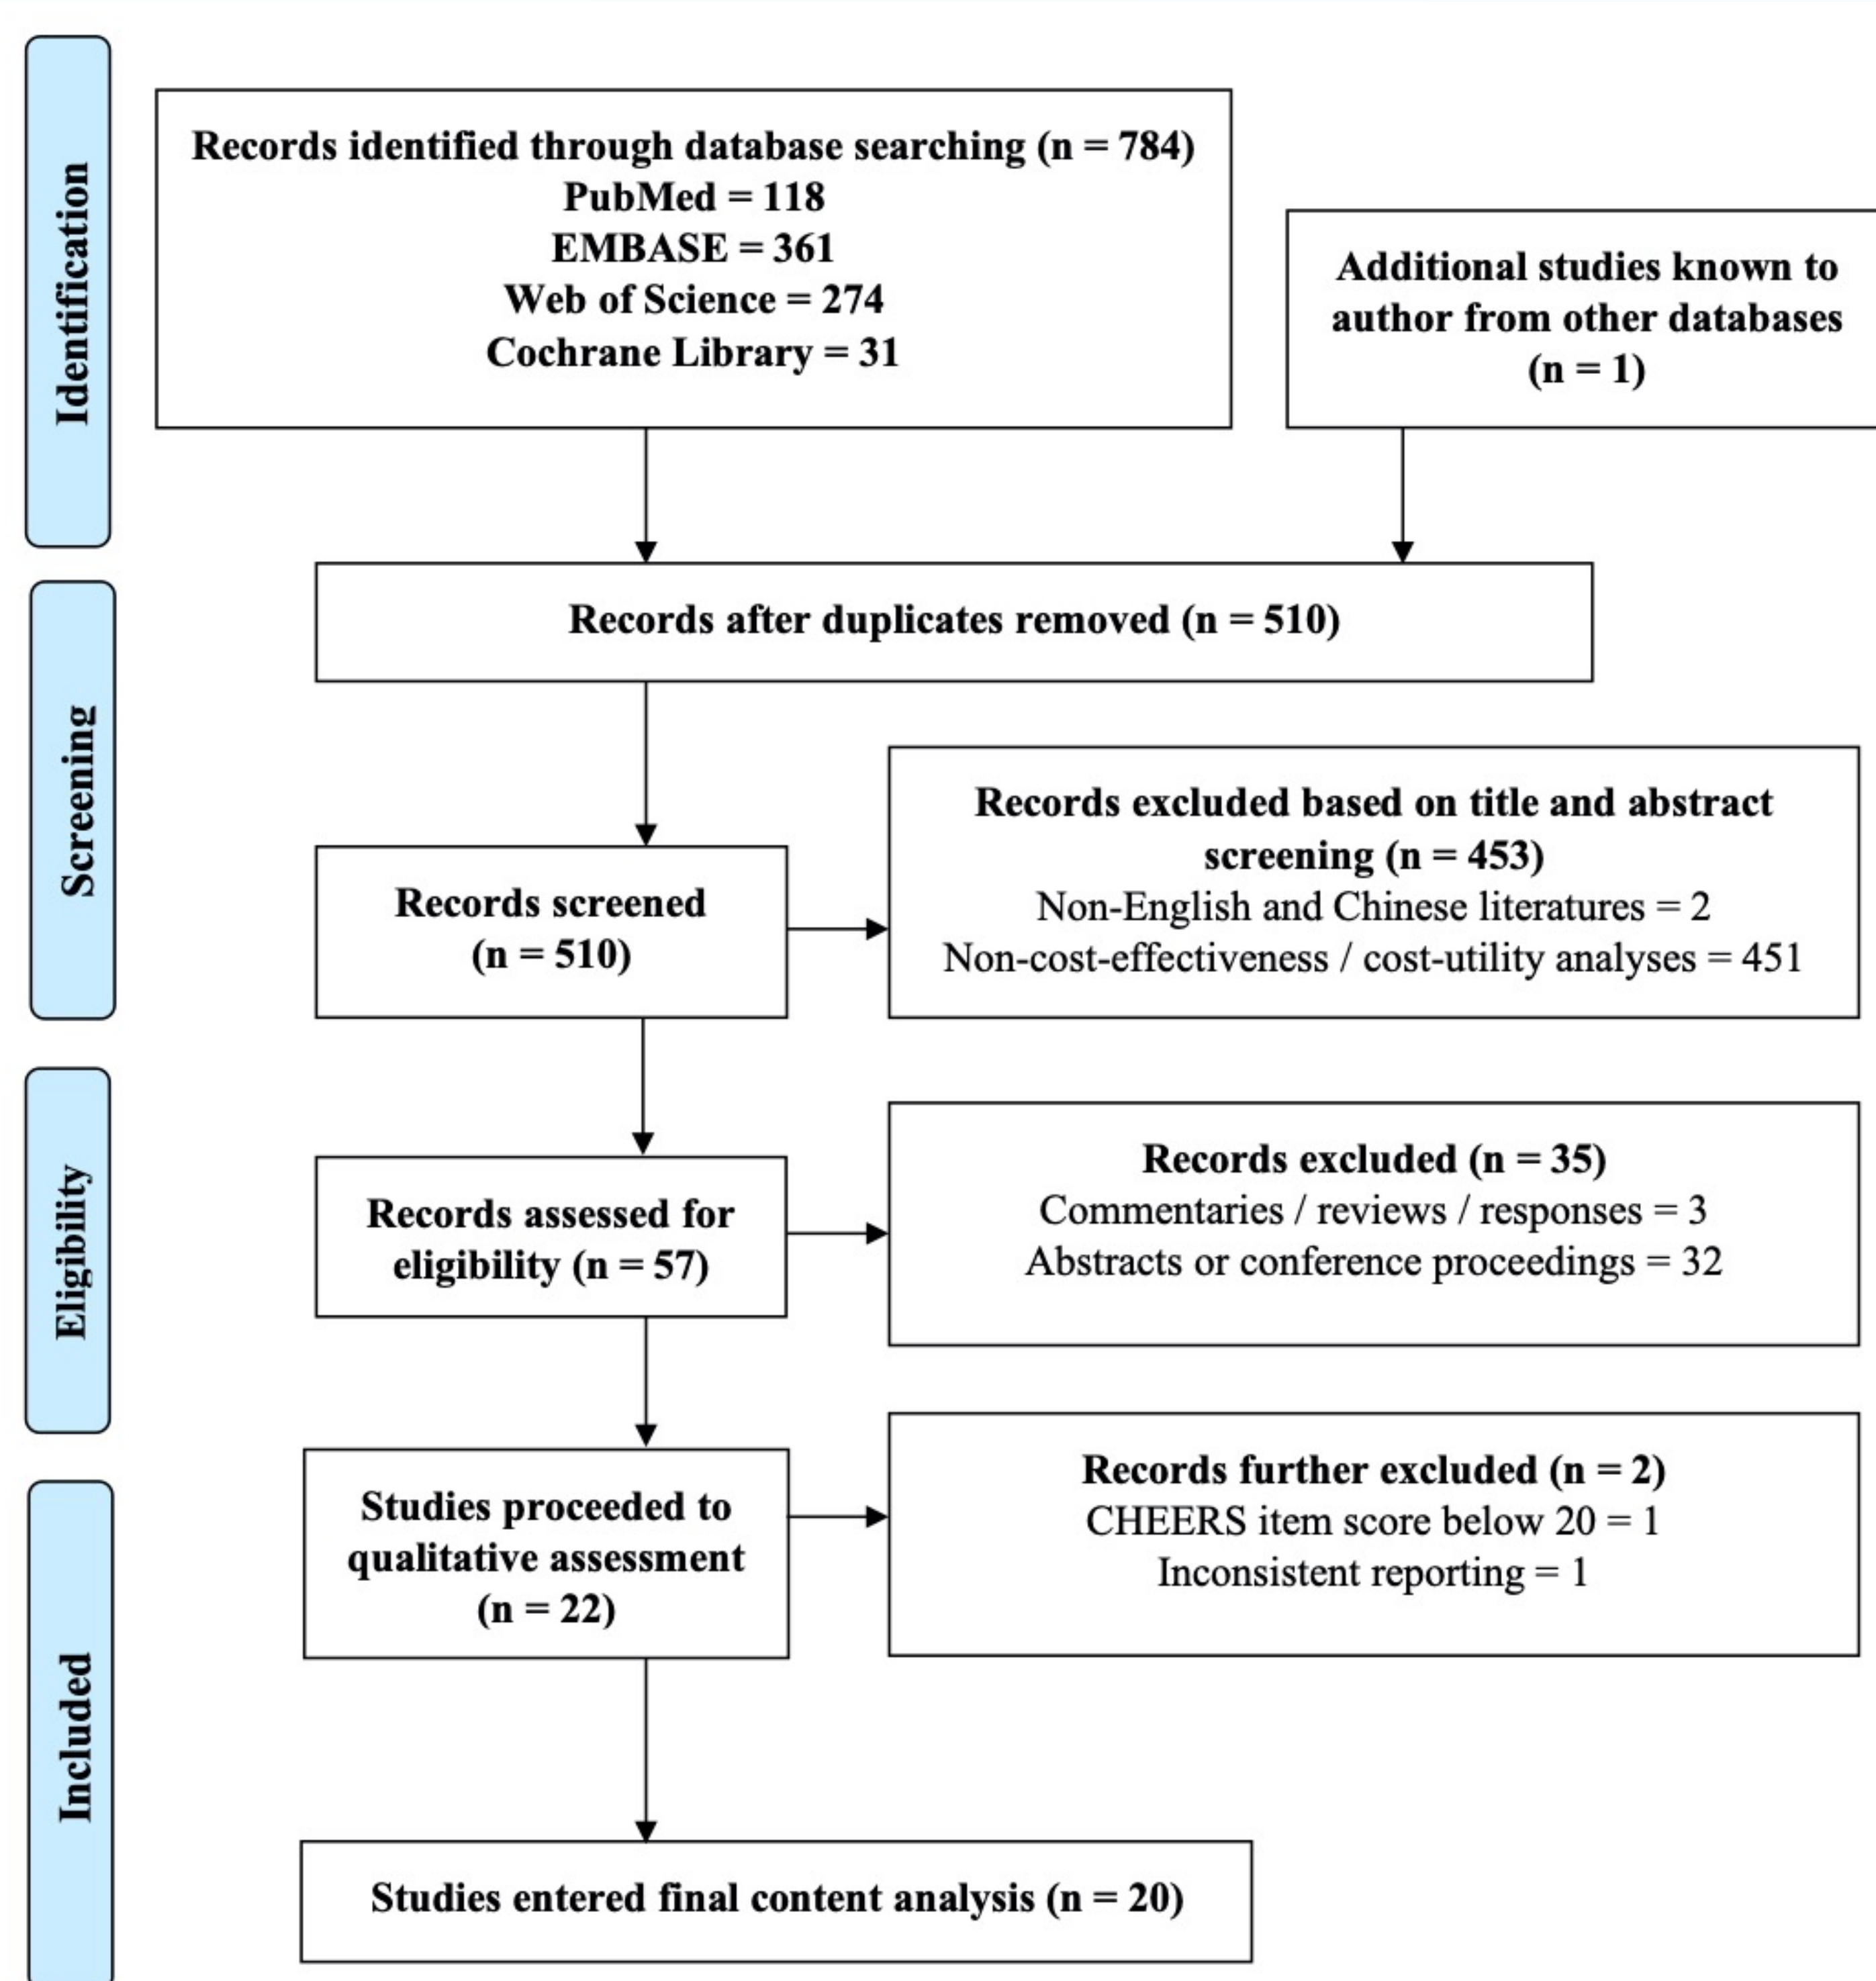 Identification
Records identified through database searching (n = 784)
PubMed = 118
EMBASE = 361
Web of Science = 274
Cochrane Library = 31
Additional studies known to
author from other databases
(n = 1)
Screening
Records after duplicates removed (n = 510)
Records screened
(n = 510)
Records excluded based on title and abstract
screening (n = 453)
Non-English and Chinese literatures = 2
Non-cost-effectiveness / cost-utility analyses = 451
Eligibility
Records assessed for
eligibility (n = 57)
Records excluded (n = 35)
Commentaries / reviews / responses = 3
Abstracts or conference proceedings = 32
Included
Studies proceeded to
qualitative assessment
(n = 22)
Records further excluded (n = 2)
CHEERS item score below 20 = 1
Inconsistent reporting = 1
Studies entered final content analysis (n = 20)